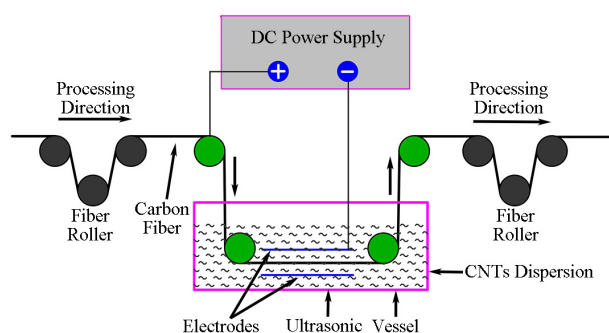 DC Power Supply
+
−
Processing
Direction
Processing
Direction
Fiber
Roller
Carbon
Fiber
Fiber
Roller
CNTs Dispersion
Electrodes
Ultrasonic
Vessel